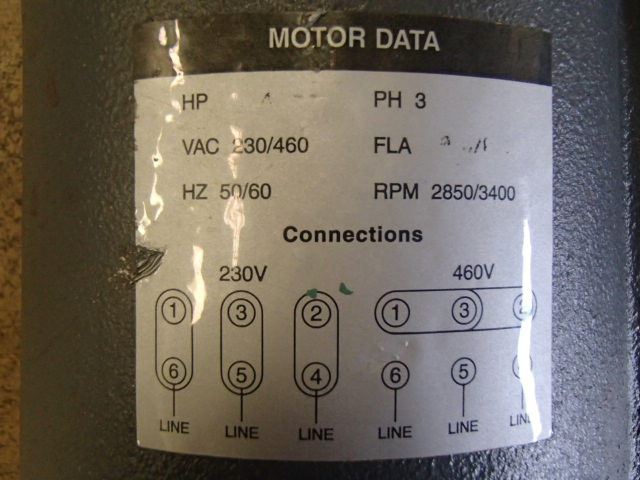 MOTOR DATA
HP PH 3
VAC 230/460 FLA
HZ 50/60 RPM 2850/3400
Connections
230V 460V
1 3 2 1 3
6 5 4 6 5
LINE LINE LINE LINE LINE